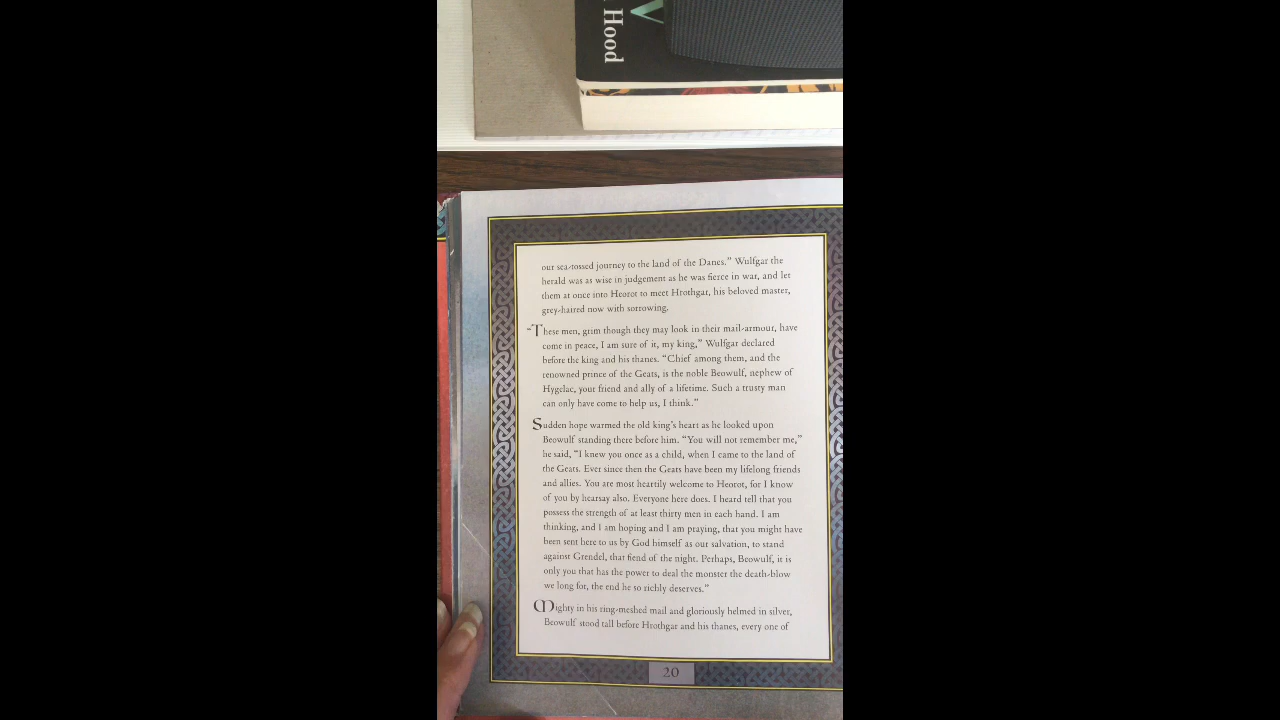 Hood
our sea-tossed journey to the land of the Danes.” Wulfgar the
herald was as wise in judgement as he was fierce in war, and let
them at once into Heorot to meet Hrothgar, his beloved master,
grey-haired now with sorrowing.
“These men, grim though they may look in their mail-armour, have
come in peace, I am sure of it, my king,” Wulfgar declared
before the king and his thanes. “Chief among them, and the
renowned prince of the Geats, is the noble Beowulf, nephew of
Hygelac, your friend and ally of a lifetime. Such a trusty man
can only have come to help us, I think.”
Sudden hope warmed the old king’s heart as he looked upon
Beowulf standing there before him. “You will not remember me,”
he said, “I knew you once as a child, when I came to the land of
the Geats. Ever since then the Geats have been my lifelong friends
and allies. You are most heartily welcome to Heorot, for I know
of you by hearsay also. Everyone here does. I heard tell that you
possess the strength of at least thirty men in each hand. I am
thinking, and I am hoping and I am praying, that you might have
been sent here to us by God himself as our salvation, to stand
against Grendel, that fiend of the night. Perhaps, Beowulf, it is
only you that has the power to deal the monster the death-blow
we long for, the end he so richly deserves.”
Mighty in his ring-meshed mail and gloriously helmed in silver,
Beowulf stood tall before Hrothgar and his thanes, every one of
20